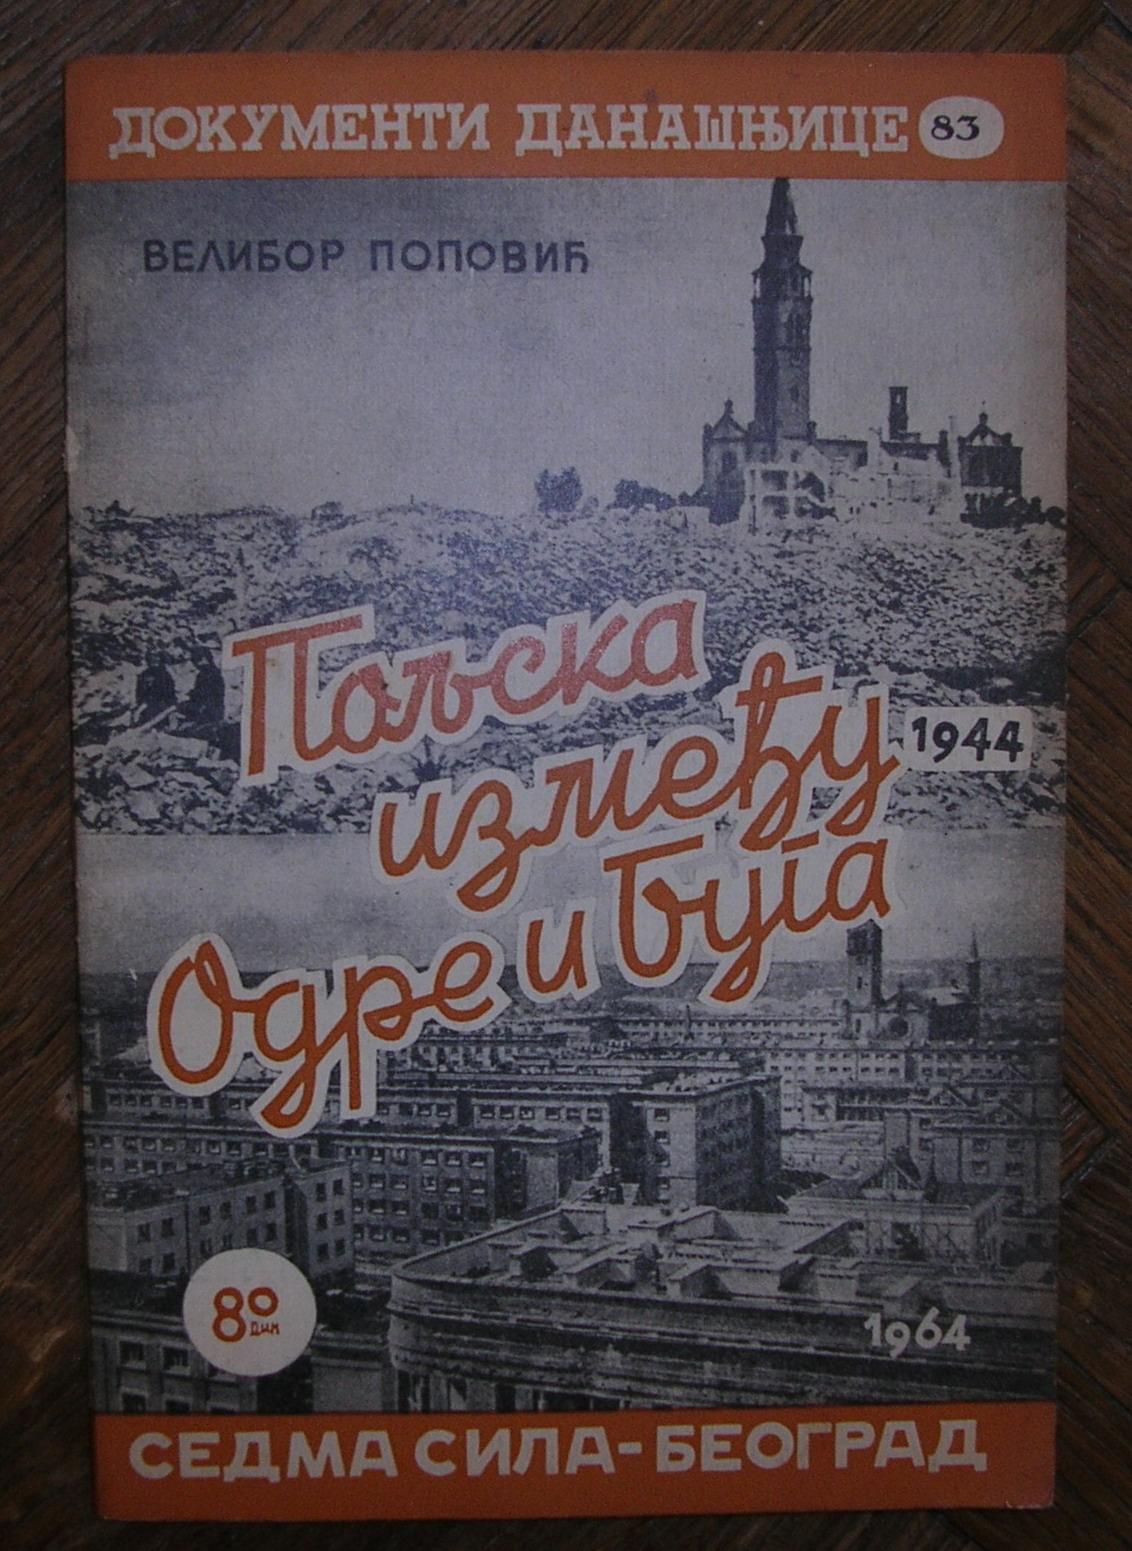 ДОКУМЕНТИ ДАНАШЊИЦЕ 83
ВЕЛИБОР ПОПОВИЋ
Пољска
између
1944
Одре и Буга
80 дин
1964
СЕДМА СИЛА-БЕОГРАД